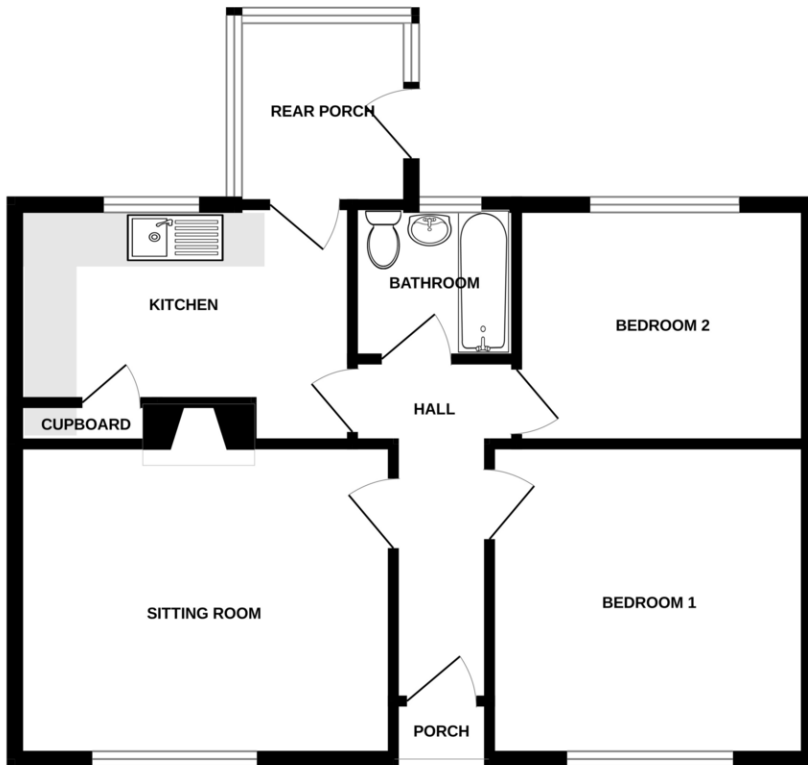 REAR PORCH
KITCHEN
BATHROOM
BEDROOM 2
HALL
CUPBOARD
SITTING ROOM
BEDROOM 1
PORCH